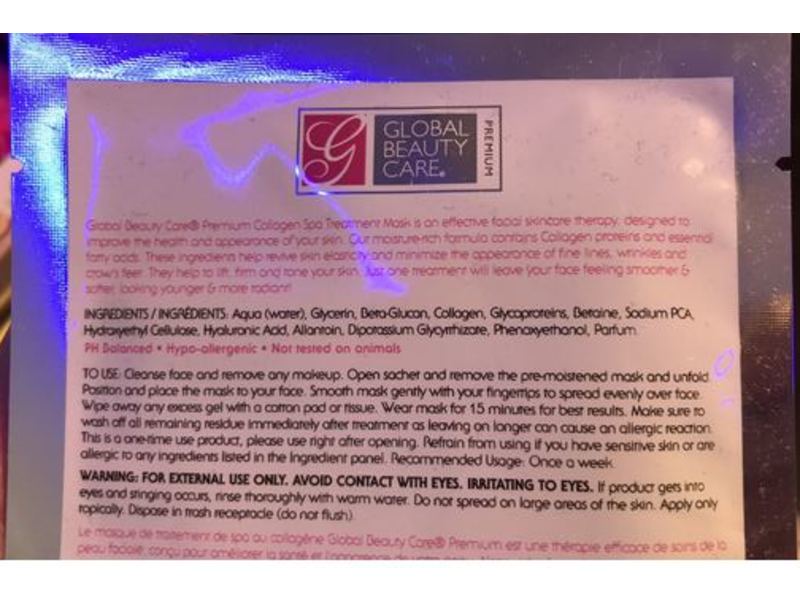 G GLOBAL
BEAUTY
CARE®
PREMIUM
Global Beauty Care® Premium Collagen Spa Treatment Mask is an effective facial skincare therapy, designed to
improve the health and appearance of your skin. Our moisture-rich formula contains Collagen proteins and essential
fatty acids. These ingredients help revive skin elasticity and minimize the appearance of fine lines, wrinkles and
crow's feet. They help to lift, firm and tone your skin. Just one treatment will leave your face feeling smoother &
softer, looking younger & more radiant!
INGREDIENTS / INGRÉDIENTS: Aqua (water), Glycerin, Beta-Glucan, Collagen, Glycoproteins, Betaine, Sodium PCA,
Hydroxyethyl Cellulose, Hyaluronic Acid, Allantoin, Dipotassium Glycyrrhizate, Phenoxyethanol, Parfum.
PH Balanced • Hypo-allergenic • Not tested on animals
TO USE: Cleanse face and remove any makeup. Open sachet and remove the pre-moistened mask and unfold.
Position and place the mask to your face. Smooth mask gently with your fingertips to spread evenly over face.
Wipe away any excess gel with a cotton pad or tissue. Wear mask for 15 minutes for best results. Make sure to
wash off all remaining residue immediately after treatment as leaving on longer can cause an allergic reaction.
This is a one-time use product, please use right after opening. Refrain from using if you have sensitive skin or are
allergic to any ingredients listed in the Ingredient panel. Recommended Usage: Once a week.
WARNING: FOR EXTERNAL USE ONLY. AVOID CONTACT WITH EYES. IRRITATING TO EYES. If product gets into
eyes and stinging occurs, rinse thoroughly with warm water. Do not spread on large areas of the skin. Apply only
topically. Dispose in trash receptacle (do not flush).
Le masque de traitement de spa au collagène Global Beauty Care® Premium est une thérapie efficace de soins de la
peau faciale, conçu pour améliorer la santé et l'apparence de votre